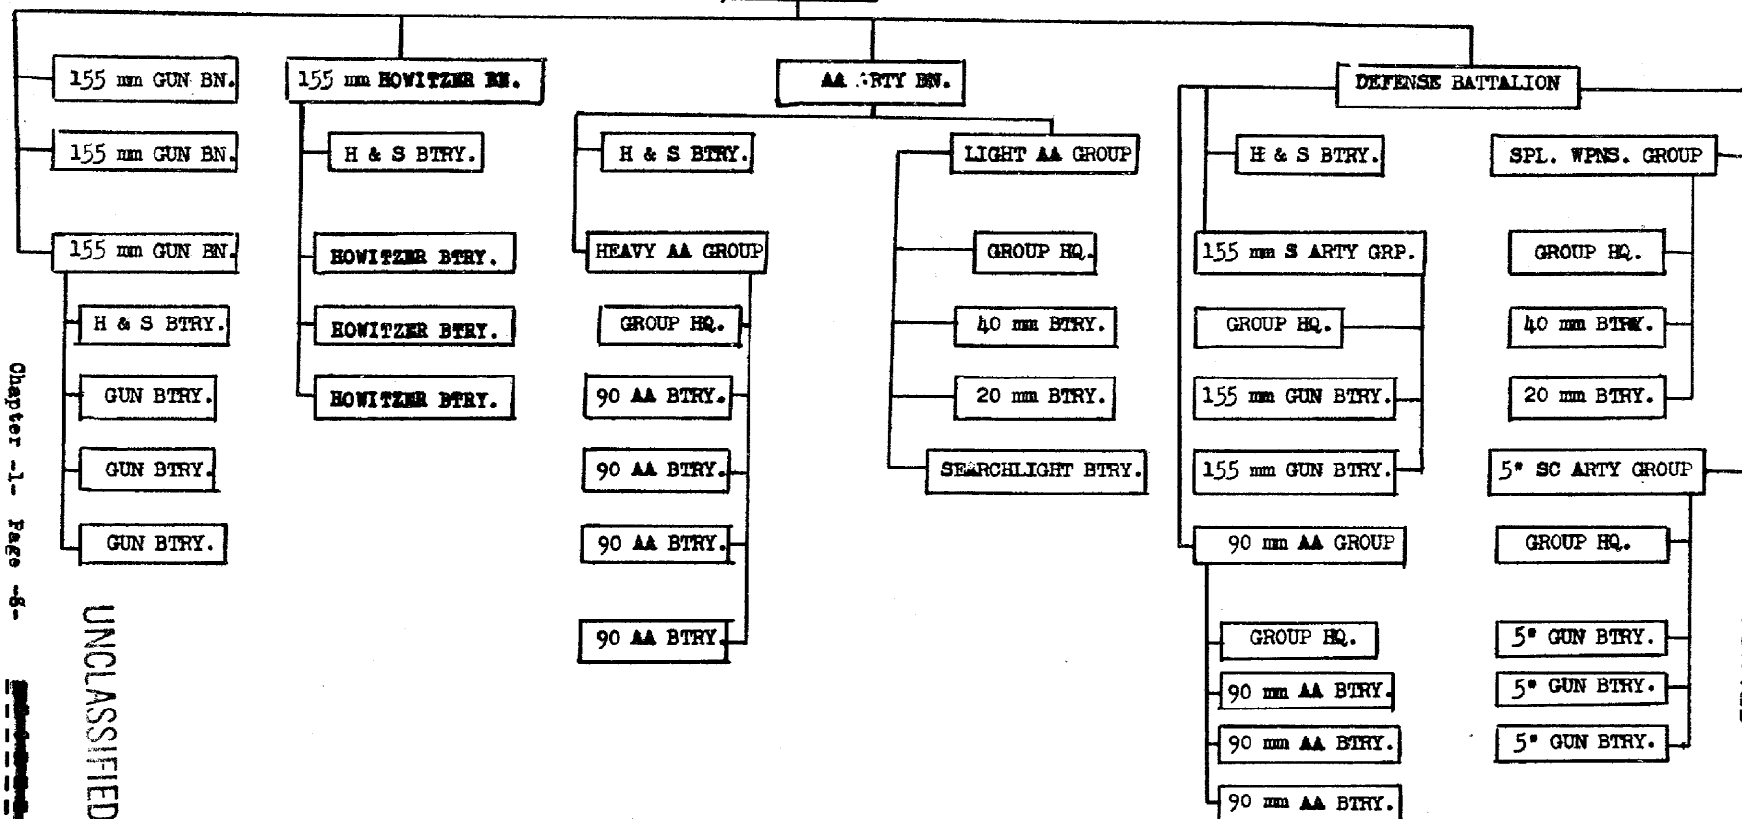 155 mm GUN BN.
155 mm GUN BN.
155 mm GUN BN.
H & S BTRY.
GUN BTRY.
GUN BTRY.
GUN BTRY.
155 mm HOWITZER BN.
H & S BTRY.
HOWITZER BTRY.
HOWITZER BTRY.
HOWITZER BTRY.
AA ARTY BN.
H & S BTRY.
HEAVY AA GROUP
GROUP HQ.
90 AA BTRY.
90 AA BTRY.
90 AA BTRY.
90 AA BTRY.
LIGHT AA GROUP
GROUP HQ.
40 mm BTRY.
20 mm BTRY.
SEARCHLIGHT BTRY.
DEFENSE BATTALION
H & S BTRY.
155 mm S ARTY GRP.
GROUP HQ.
155 mm GUN BTRY.
155 mm GUN BTRY.
90 mm AA GROUP
GROUP HQ.
90 mm AA BTRY.
90 mm AA BTRY.
90 mm AA BTRY.
SPL. WPNS. GROUP
GROUP HQ.
40 mm BTRY.
20 mm BTRY.
5" SC ARTY GROUP
GROUP HQ.
5" GUN BTRY.
5" GUN BTRY.
5" GUN BTRY.
Chapter -1- Page -8-
UNCLASSIFIED